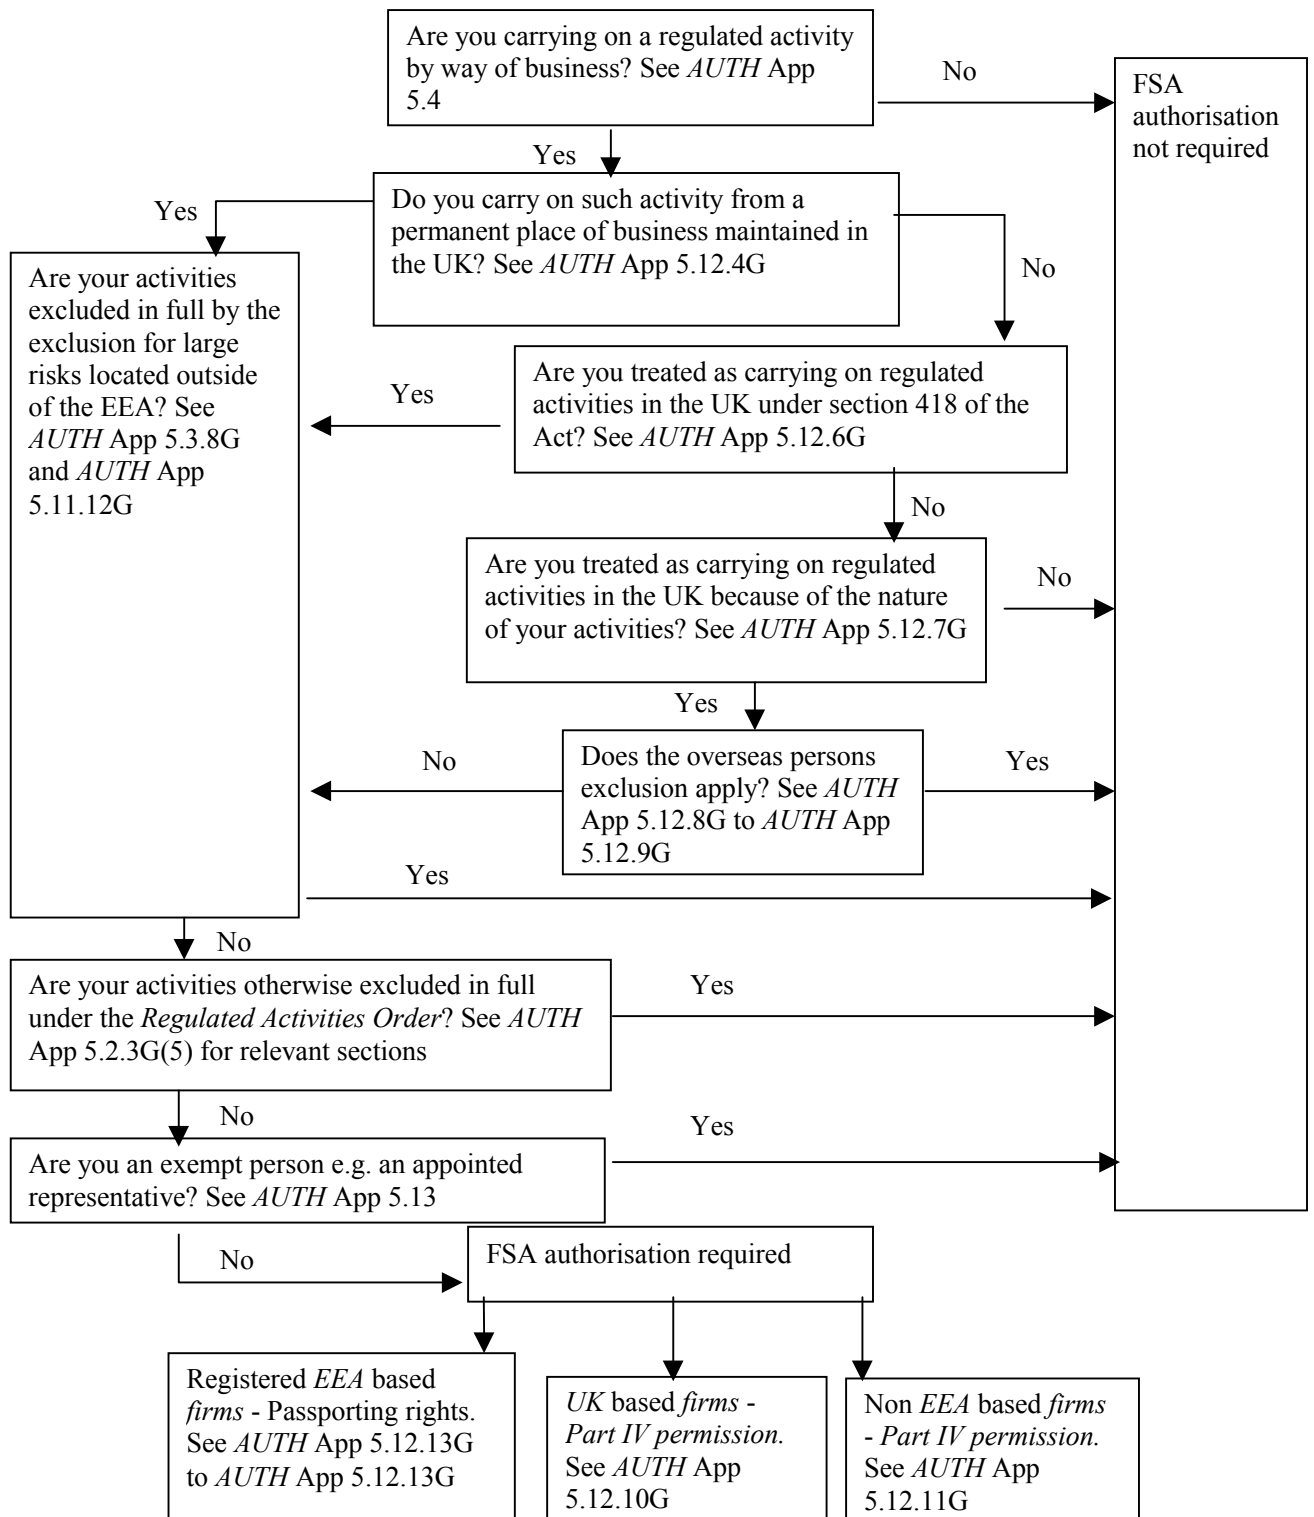 Are you carrying on a regulated activity
by way of business? See AUTH App
5.4
No
FSA
authorisation
not required
Yes
Do you carry on such activity from a
permanent place of business maintained in
the UK? See AUTH App 5.12.4G
Yes
No
Are your activities
excluded in full by the
exclusion for large
risks located outside
of the EEA? See
AUTH App 5.3.8G
and AUTH App
5.11.12G
Are you treated as carrying on regulated
activities in the UK under section 418 of the
Act? See AUTH App 5.12.6G
Yes
No
Are you treated as carrying on regulated
activities in the UK because of the nature
of your activities? See AUTH App 5.12.7G
No
Yes
Does the overseas persons
exclusion apply? See AUTH
App 5.12.8G to AUTH App
5.12.9G
No
Yes
Yes
No
Are your activities otherwise excluded in full
under the Regulated Activities Order? See AUTH
App 5.2.3G(5) for relevant sections
Yes
No
Are you an exempt person e.g. an appointed
representative? See AUTH App 5.13
Yes
No
FSA authorisation required
Registered EEA based
firms - Passporting rights.
See AUTH App 5.12.13G
to AUTH App 5.12.13G
UK based firms -
Part IV permission.
See AUTH App
5.12.10G
Non EEA based firms
- Part IV permission.
See AUTH App
5.12.11G